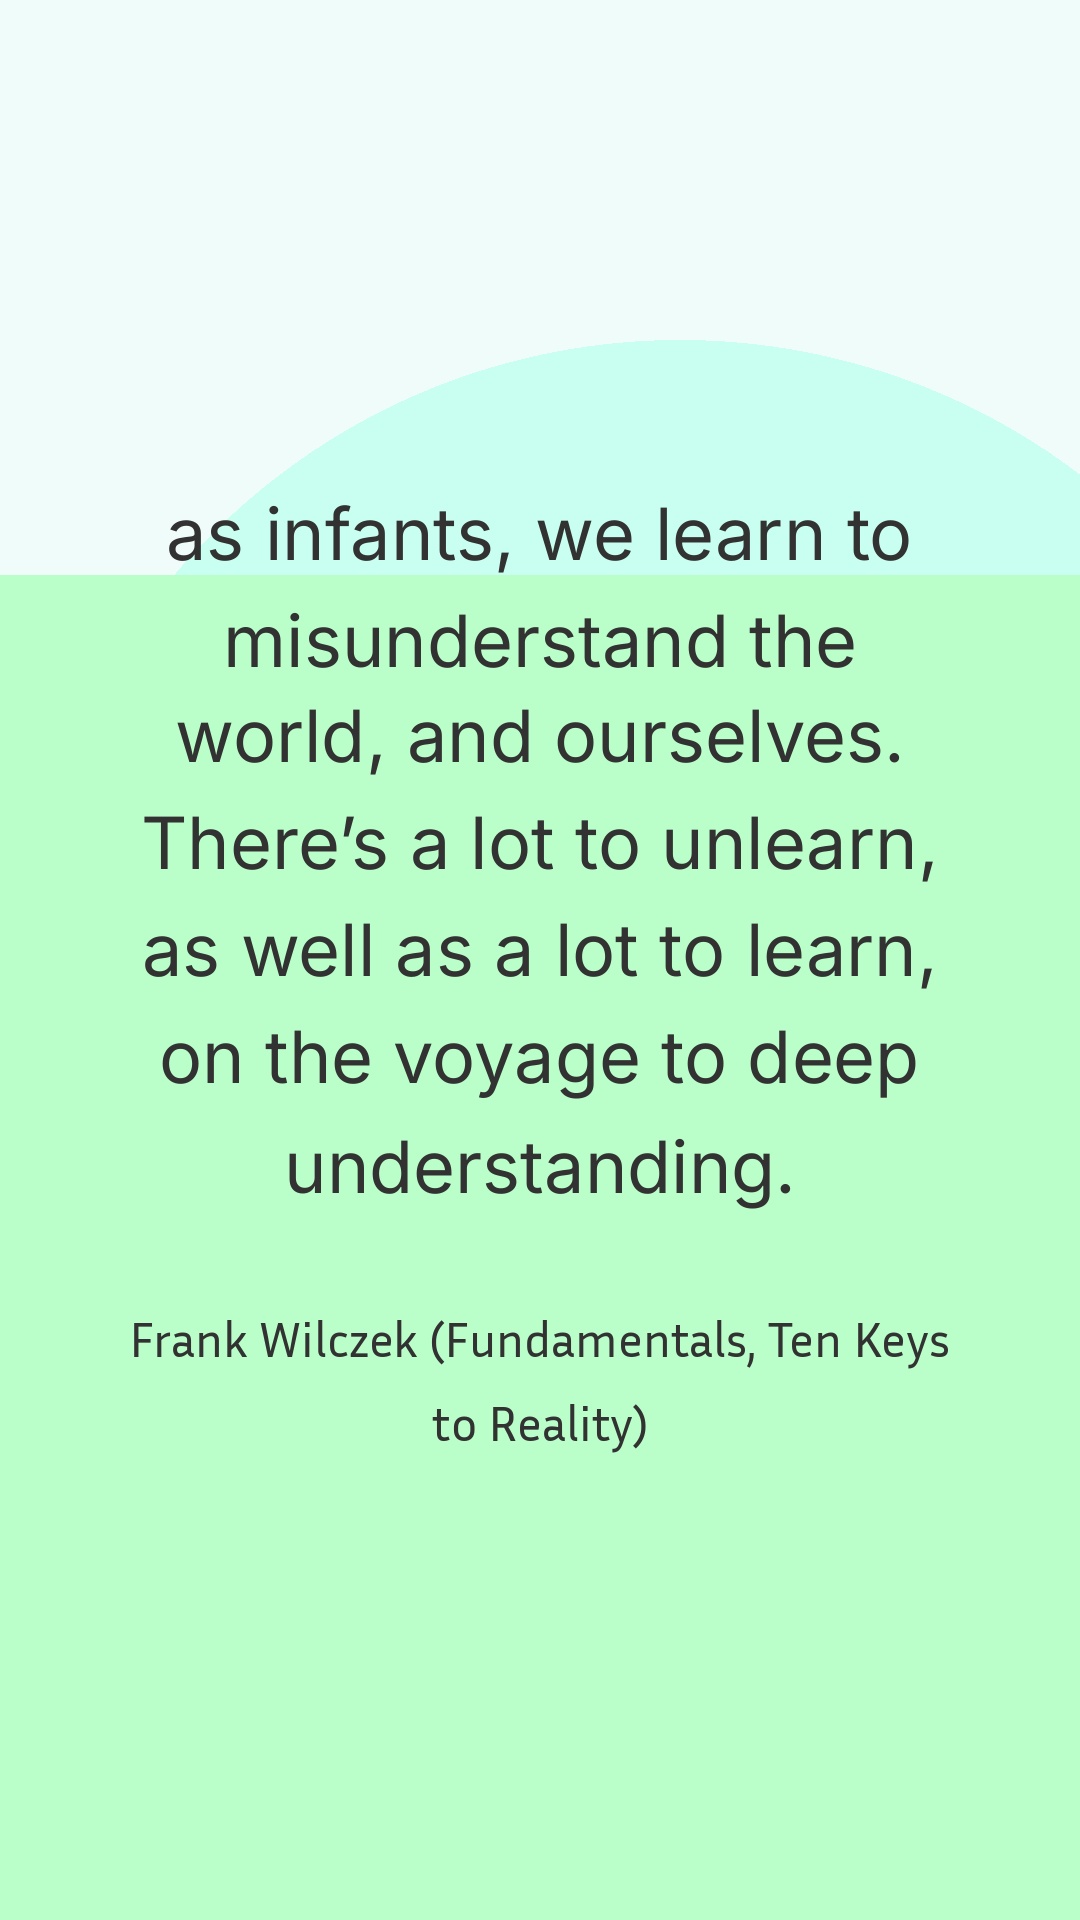 as infants, we learn to
misunderstand the
world, and ourselves.
There’s a lot to unlearn,
as well as a lot to learn,
on the voyage to deep
understanding.
Frank Wilczek (Fundamentals, Ten Keys
to Reality)